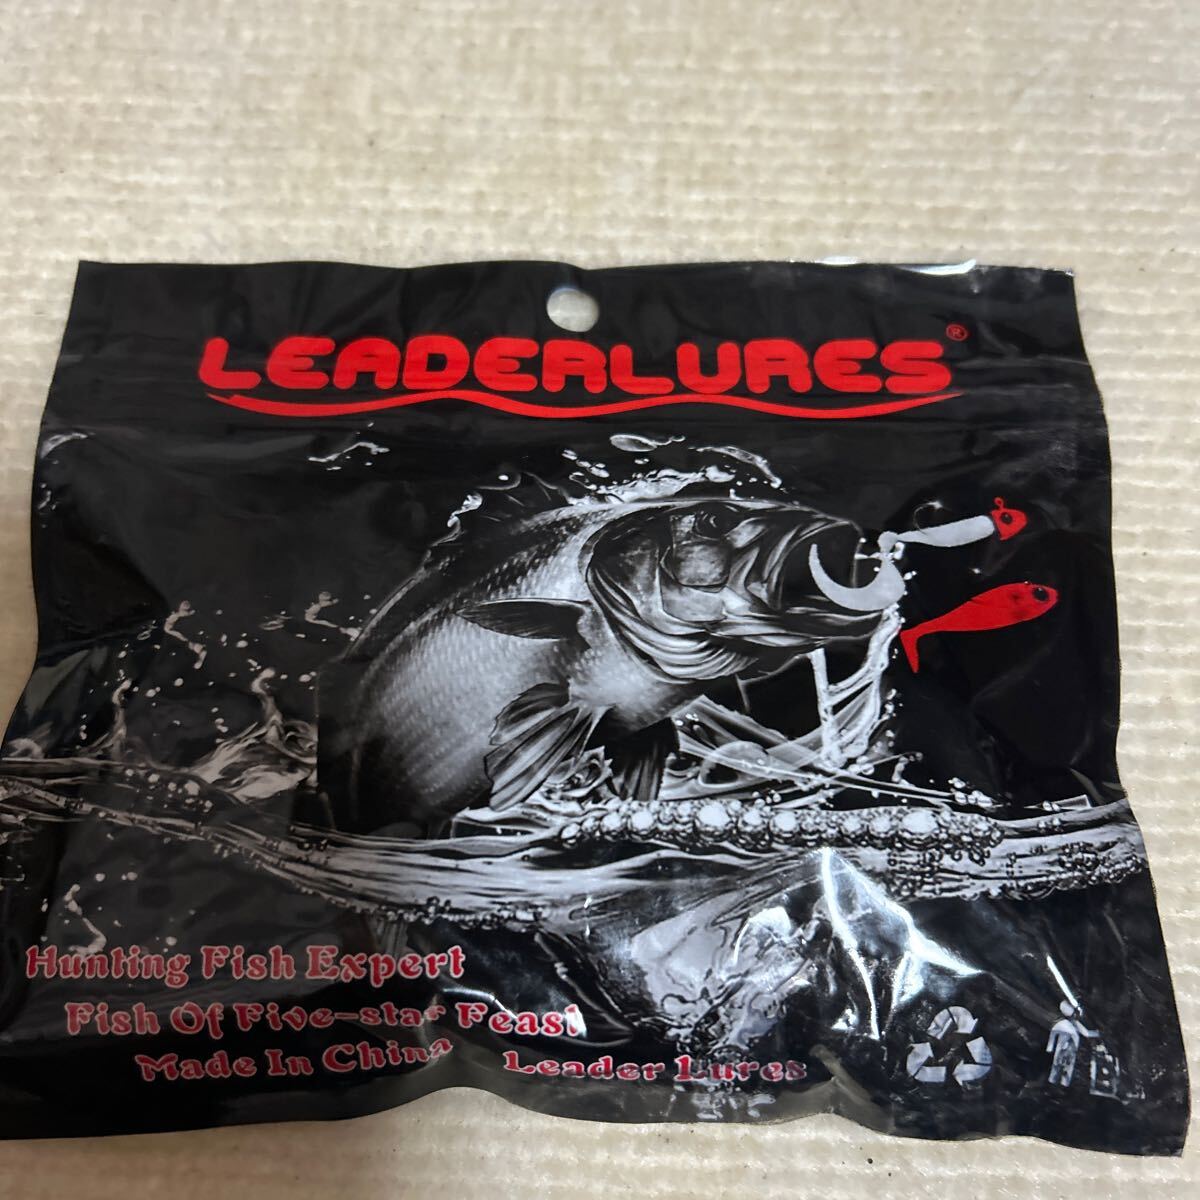 LEADERLURES®
Hunting Fish Expert
Fish Of Five-star Feast
Made In China Leader Lures